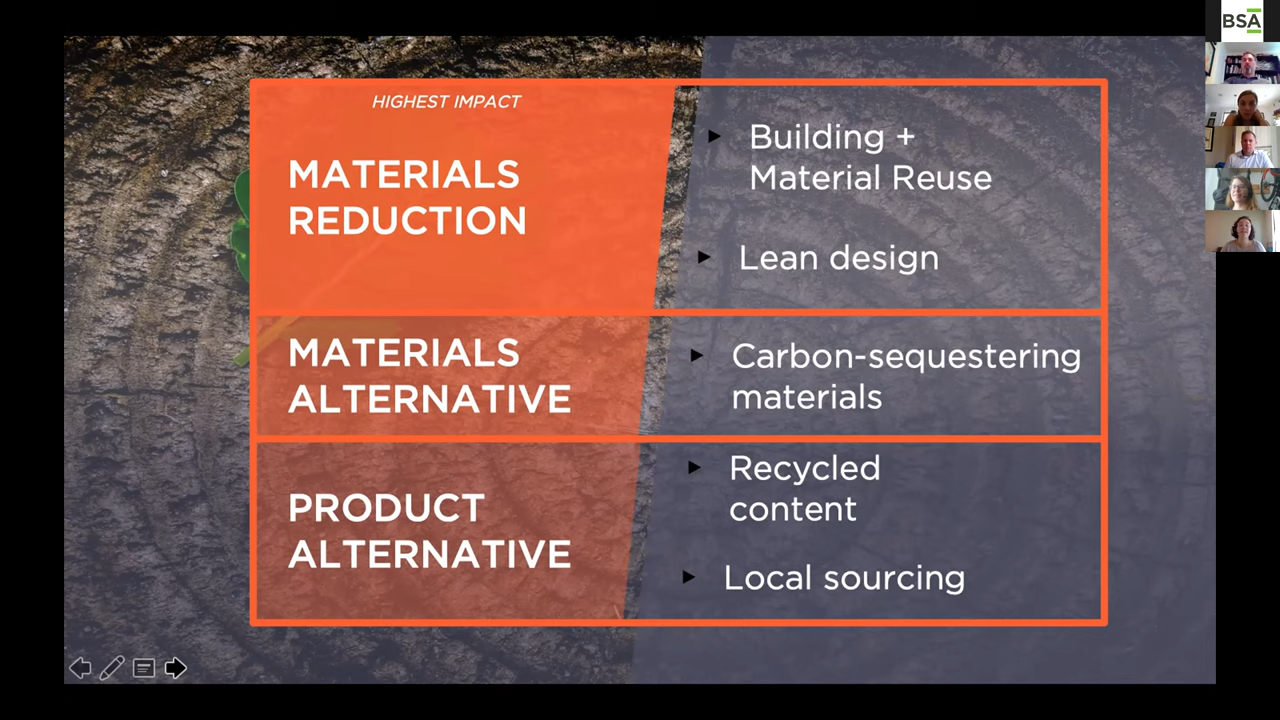 BSA
HIGHEST IMPACT
MATERIALS
REDUCTION
Building +
Material Reuse
Lean design
MATERIALS
ALTERNATIVE
Carbon-sequestering
materials
PRODUCT
ALTERNATIVE
Recycled
content
Local sourcing